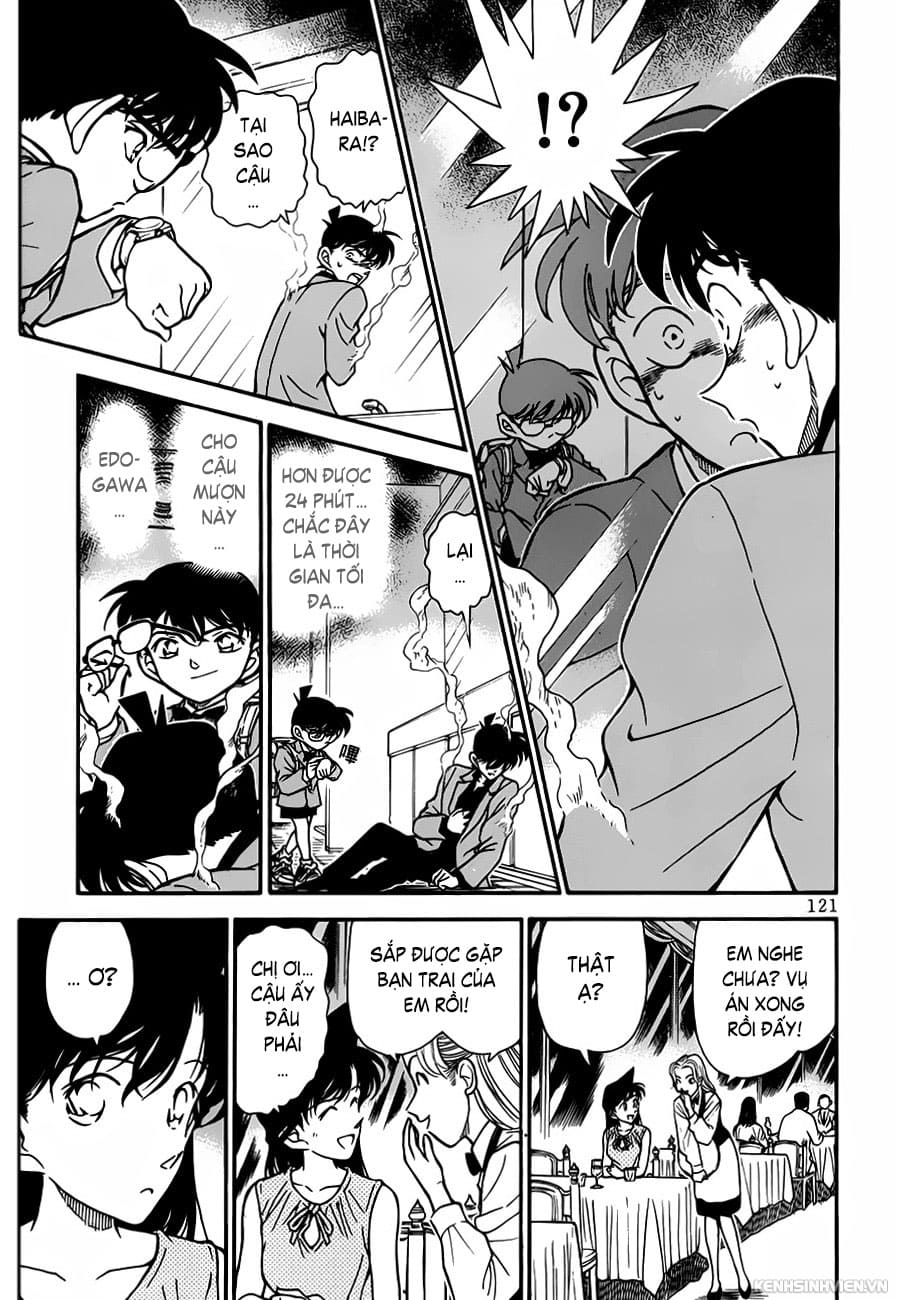 !?
HAIBA-
RA!?
TẠI
SAO
CẬU
...
LẠI
...
HƠN ĐƯỢC
24 PHÚT...
CHẮC ĐÂY
LÀ THỜI
GIAN TỐI
ĐA...
嗶
CHO
CẬU
MƯỢN
NÀY
...
EDO-
GAWA
...
121
EM NGHE
CHƯA? VỤ
ÁN XONG
RỒI ĐẤY!
THẬT
Ạ?
SẮP ĐƯỢC GẶP
BẠN TRAI CỦA
EM RỒI!
CHỊ ƠI...
CẬU ẤY
ĐÂU
PHẢI
...
... Ơ?
KENHSINHVIEN.VN